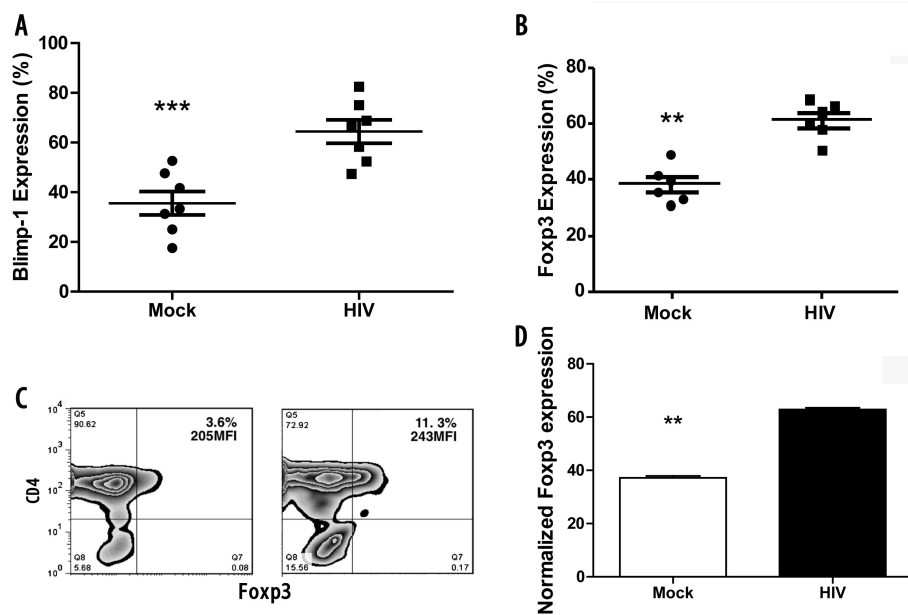 A
Blimp-1 Expression (%)
100
80
60
40
20
0
***
Mock
HIV
B
Foxp3 Expression (%)
80
60
40
20
0
**
Mock
HIV
C
CD4
10^4
10^3
10^2
10^1
10^0
Q5
90.62
3.6%
205MFI
Q8
5.68
Q7
0.08
Q5
72.92
11. 3%
243MFI
Q8
15.56
Q7
0.17
Foxp3
D
Normalized Foxp3 expression
80
60
40
20
0
**
Mock
HIV